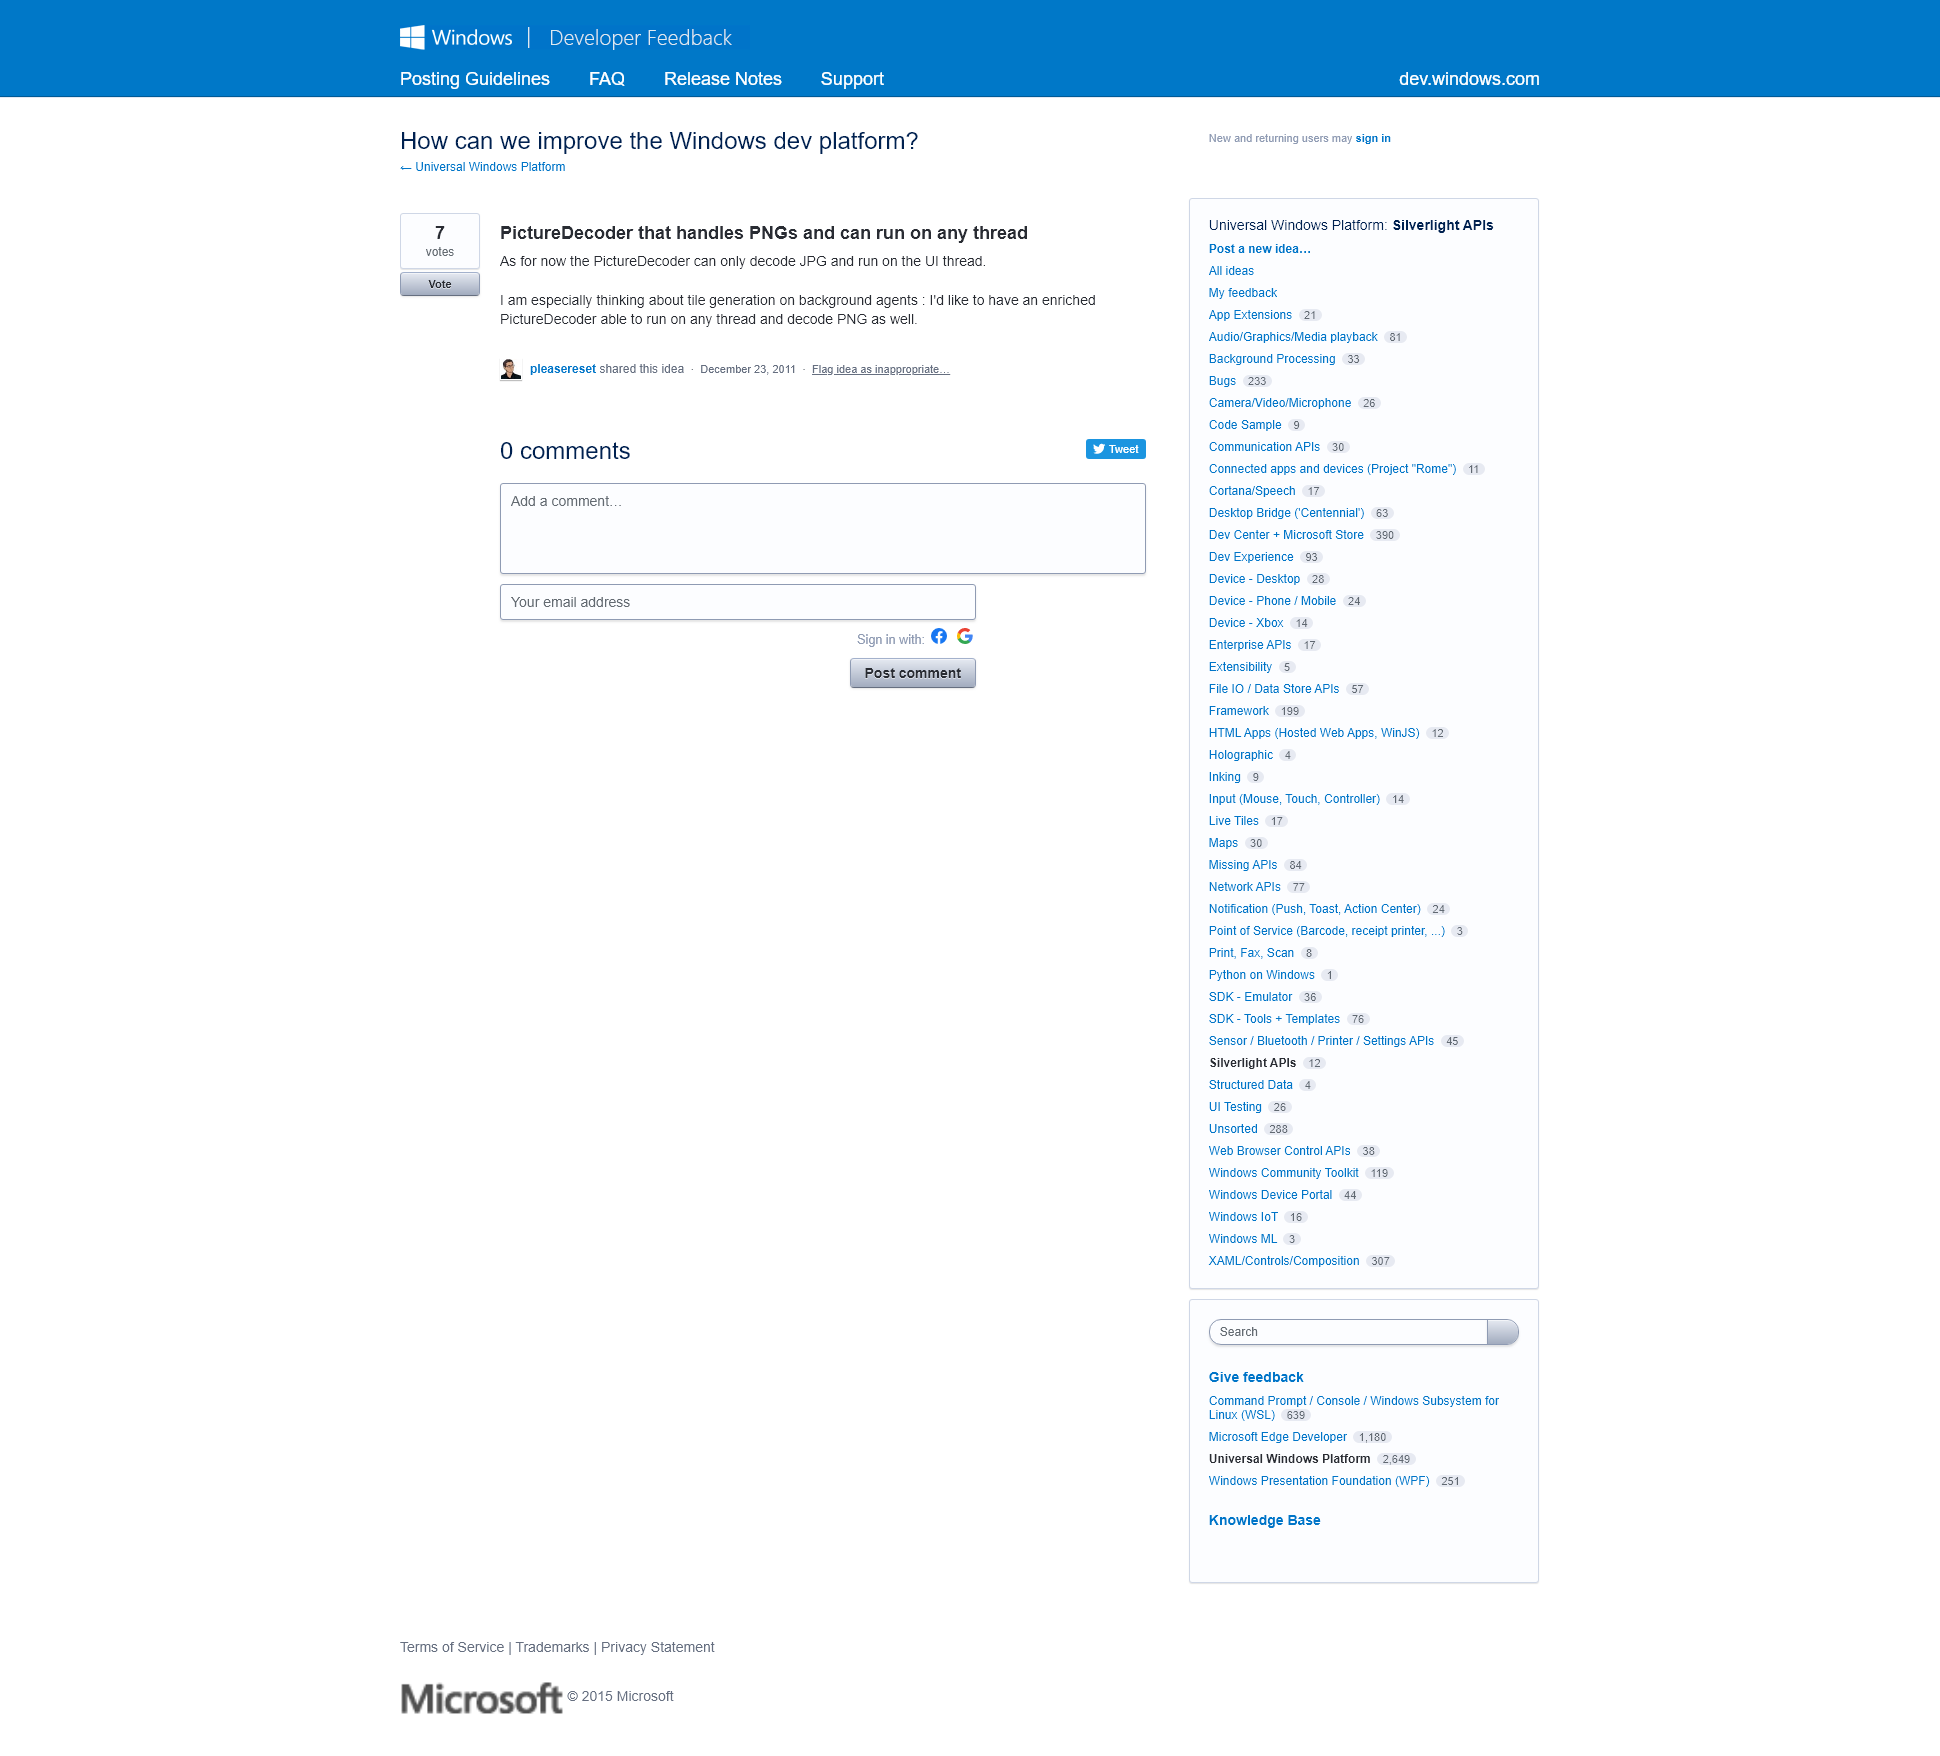 Windows | Developer Feedback
Posting Guidelines FAQ Release Notes Support dev.windows.com
How can we improve the Windows dev platform?
← Universal Windows Platform
New and returning users may sign in
7
votes
Vote
PictureDecoder that handles PNGs and can run on any thread
As for now the PictureDecoder can only decode JPG and run on the UI thread.
I am especially thinking about tile generation on background agents : I'd like to have an enriched
PictureDecoder able to run on any thread and decode PNG as well.
pleasereset shared this idea · December 23, 2011 · Flag idea as inappropriate…
0 comments
Tweet
Add a comment…
Your email address
Sign in with:
Post comment
Universal Windows Platform: Silverlight APIs
Post a new idea…
All ideas
My feedback
App Extensions 21
Audio/Graphics/Media playback 81
Background Processing 33
Bugs 233
Camera/Video/Microphone 26
Code Sample 9
Communication APIs 30
Connected apps and devices (Project "Rome") 11
Cortana/Speech 17
Desktop Bridge ('Centennial') 63
Dev Center + Microsoft Store 390
Dev Experience 93
Device - Desktop 28
Device - Phone / Mobile 24
Device - Xbox 14
Enterprise APIs 17
Extensibility 5
File IO / Data Store APIs 57
Framework 199
HTML Apps (Hosted Web Apps, WinJS) 12
Holographic 4
Inking 9
Input (Mouse, Touch, Controller) 14
Live Tiles 17
Maps 30
Missing APIs 84
Network APIs 77
Notification (Push, Toast, Action Center) 24
Point of Service (Barcode, receipt printer, ...) 3
Print, Fax, Scan 8
Python on Windows 1
SDK - Emulator 36
SDK - Tools + Templates 76
Sensor / Bluetooth / Printer / Settings APIs 45
Silverlight APIs 12
Structured Data 4
UI Testing 26
Unsorted 288
Web Browser Control APIs 38
Windows Community Toolkit 119
Windows Device Portal 44
Windows IoT 16
Windows ML 3
XAML/Controls/Composition 307
Search
Give feedback
Command Prompt / Console / Windows Subsystem for
Linux (WSL) 639
Microsoft Edge Developer 1,180
Universal Windows Platform 2,649
Windows Presentation Foundation (WPF) 251
Knowledge Base
Terms of Service | Trademarks | Privacy Statement
Microsoft © 2015 Microsoft